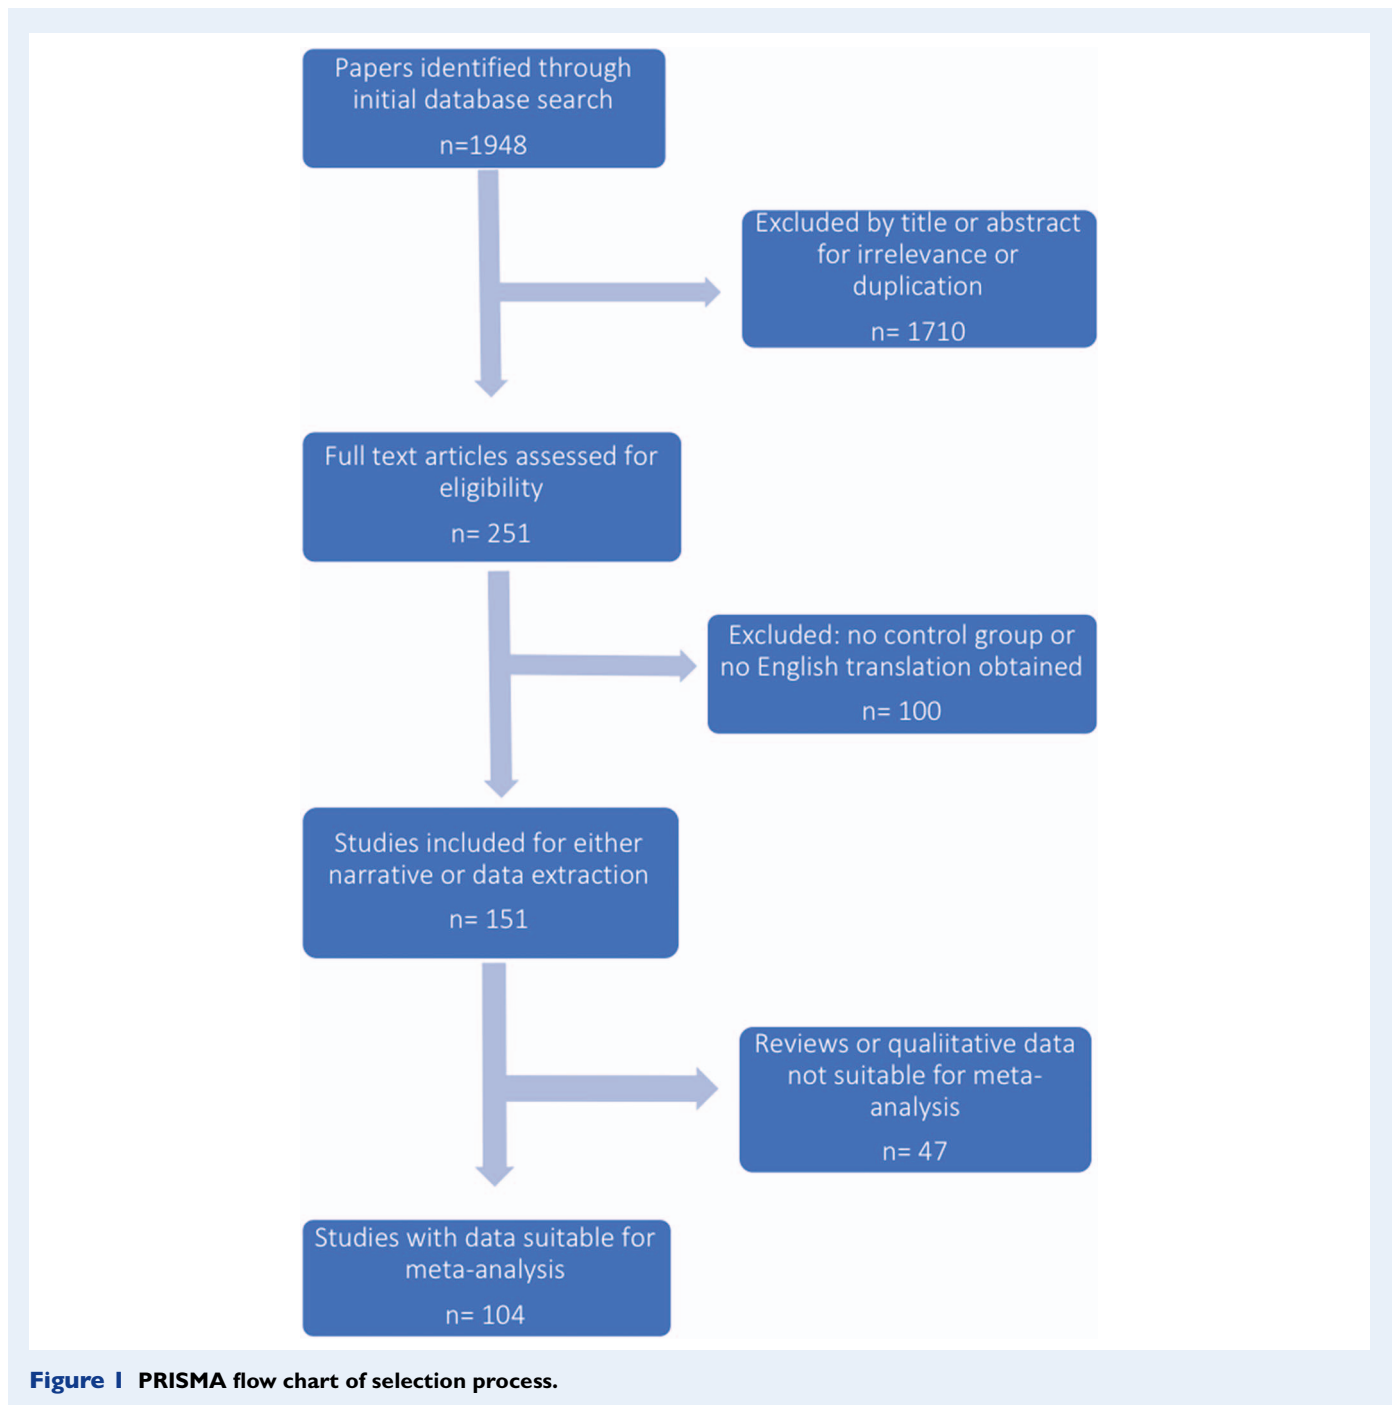 Papers identified through
initial database search
n=1948
Excluded by title or abstract
for irrelevance or
duplication
n= 1710
Full text articles assessed for
eligibility
n= 251
Excluded: no control group or
no English translation obtained
n= 100
Studies included for either
narrative or data extraction
n= 151
Reviews or qualiitative data
not suitable for meta-
analysis
n= 47
Studies with data suitable for
meta-analysis
n= 104
Figure 1 PRISMA flow chart of selection process.